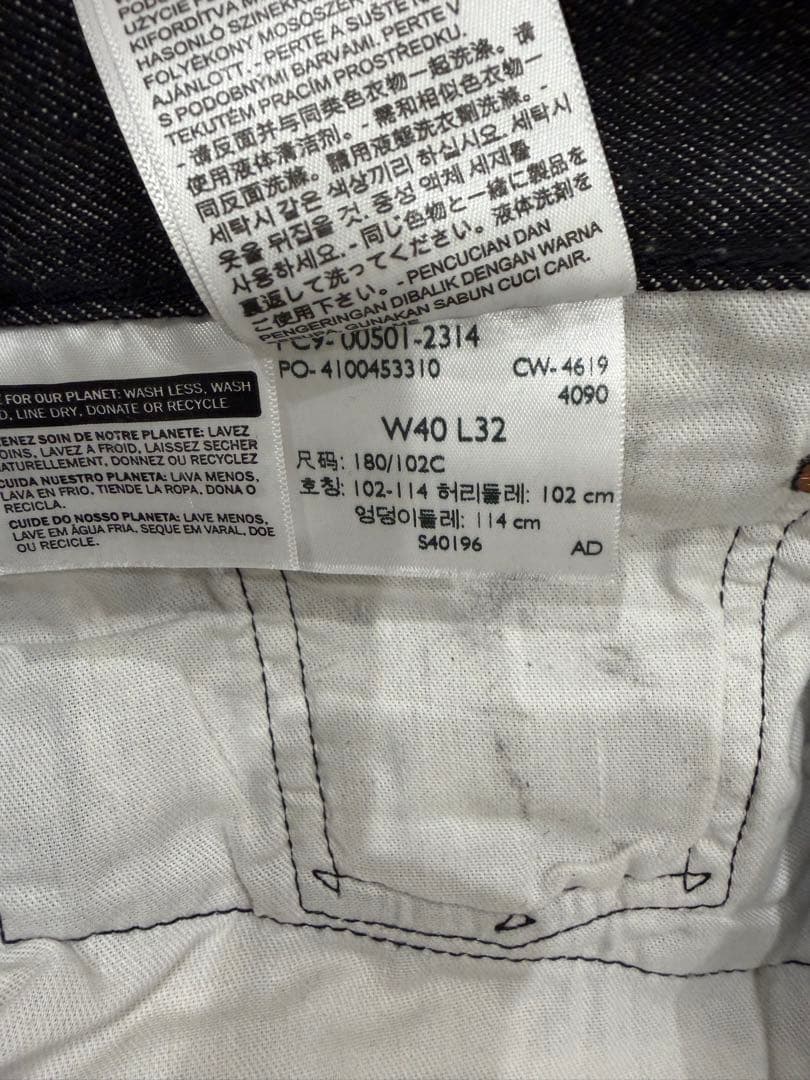 UŻYCIE
KIFORDÍTVA
HASONLÓ SZÍNEK
FOLYÉKONY MOSÓSZER
AJÁNLOTT. - PERTE A SUŠTE
S PODOBNÝMI BARVAMI. PERTE V
TEKUTÉM PRACÍM PROSTŘEDKU.
- 请反面并与同类色衣物一起洗涤。请
使用液体清洁剂。- 需和相似色衣物一
同反面洗滌。請用液態洗衣劑洗滌。-
세탁시 같은 색상끼리 하십시요. 세탁시
옷을 뒤집을 것. 중성 액체 세제를
사용하세요. - 同じ色物と一緒に製品を
裏返して洗ってください。液体洗剤を
ご使用下さい。- PENCUCIAN DAN
PENGERINGAN DIBALIK DENGAN WARNA
GUNAKAN SABUN CUCI CAIR.
00501-2314
PO- 4100453310 CW- 4619
4090
W40 L32
尺码: 180/102C
호칭: 102-114 허리둘레: 102 cm
엉덩이둘레: 114 cm
S40196 AD
FOR OUR PLANET: WASH LESS, WASH
LINE DRY, DONATE OR RECYCLE
ENEZ SOIN DE NOTRE PLANETE: LAVEZ
OINS, LAVEZ A FROID, LAISSEZ SECHER
ATURELLEMENT, DONNEZ OU RECYCLEZ
CUIDA NUESTRO PLANETA: LAVA MENOS,
LAVA EN FRIO, TIENDE LA ROPA, DONA O
RECICLA.
CUIDE DO NOSSO PLANETA: LAVE MENOS,
LAVE EM ÁGUA FRIA, SEQUE EM VARAL, DOE
OU RECICLE.